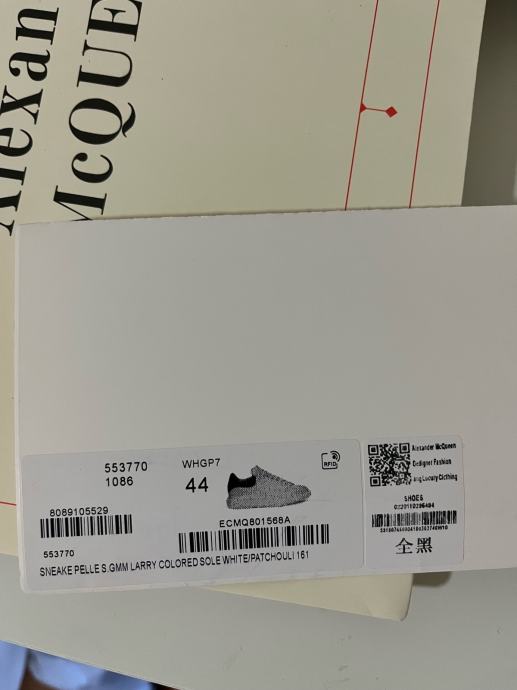 Alexan
McQUE
553770
1086
WHGP7
44
RFID
8089105529
ECMQ801568A
553770
SNEAKE PELLE S.GMM LARRY COLORED SOLE WHITE/PATCHOULI 161
Alexander McQueen
Designer Fashion
Luxury Clothing
SHOES
全黑